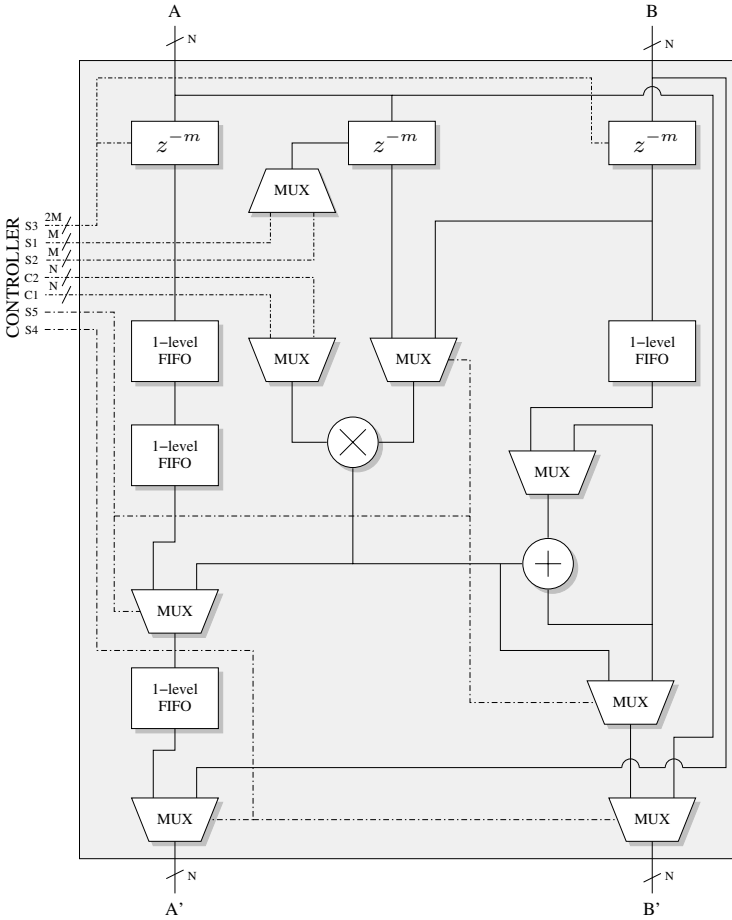 A
B
N
N
z^{-m}
z^{-m}
z^{-m}
MUX
CONTROLLER
2M
S3
M
S1
M
S2
N
C2
N
C1
S5
S4
1-level
FIFO
MUX
MUX
1-level
FIFO
1-level
FIFO
MUX
MUX
1-level
FIFO
MUX
MUX
MUX
N
N
A'
B'